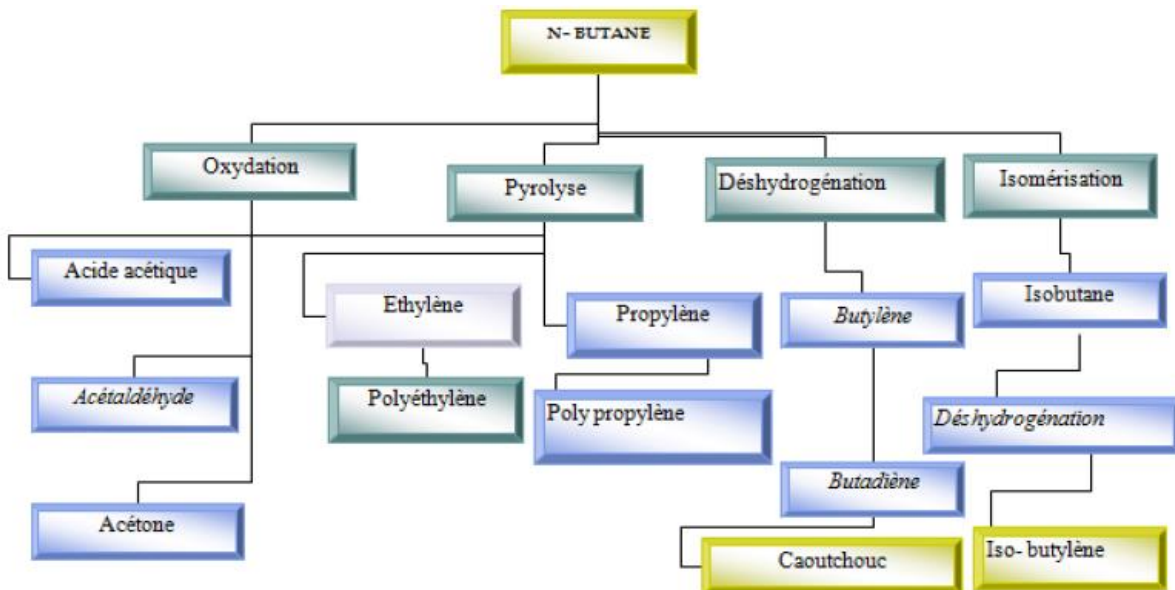 N- BUTANE
Oxydation
Pyrolyse
Déshydrogénation
Isomérisation
Acide acétique
Ethylène
Propylène
Butylène
Isobutane
Acétaldéhyde
Polyéthylène
Poly propylène
Déshydrogénation
Acétone
Butadiène
Caoutchouc
Iso- butylène